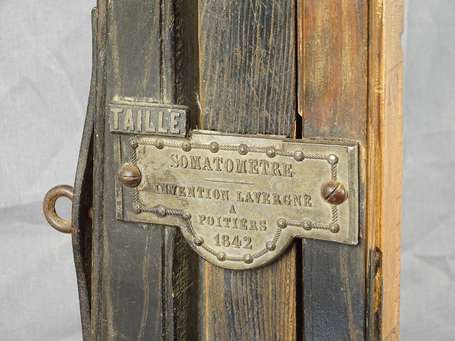 TAILLE
SOMATOMETRE
INVENTION LAVERGNE
A
POITIERS
1842